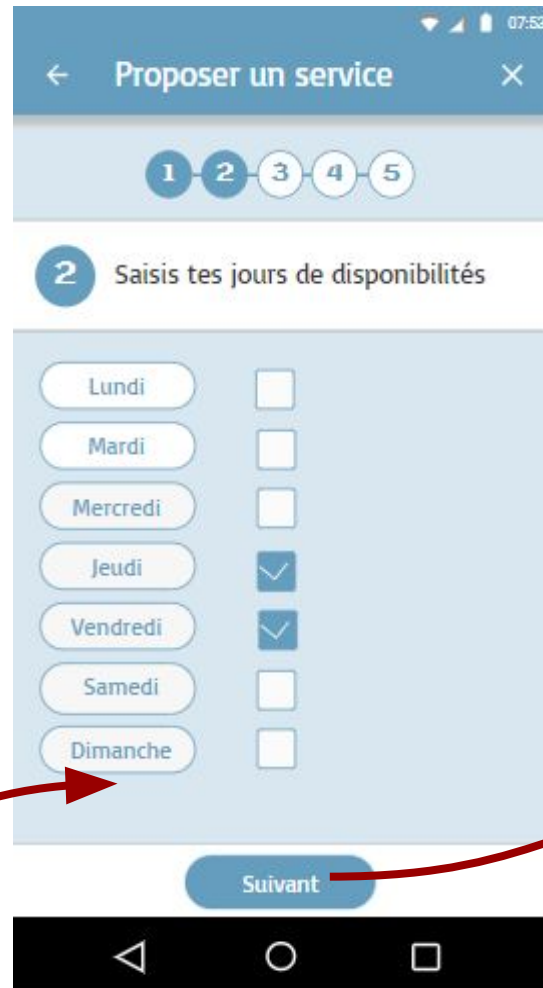 07:52
Proposer un service
1 2 3 4 5
2 Saisis tes jours de disponibilités
Lundi
Mardi
Mercredi
Jeudi
Vendredi
Samedi
Dimanche
Suivant